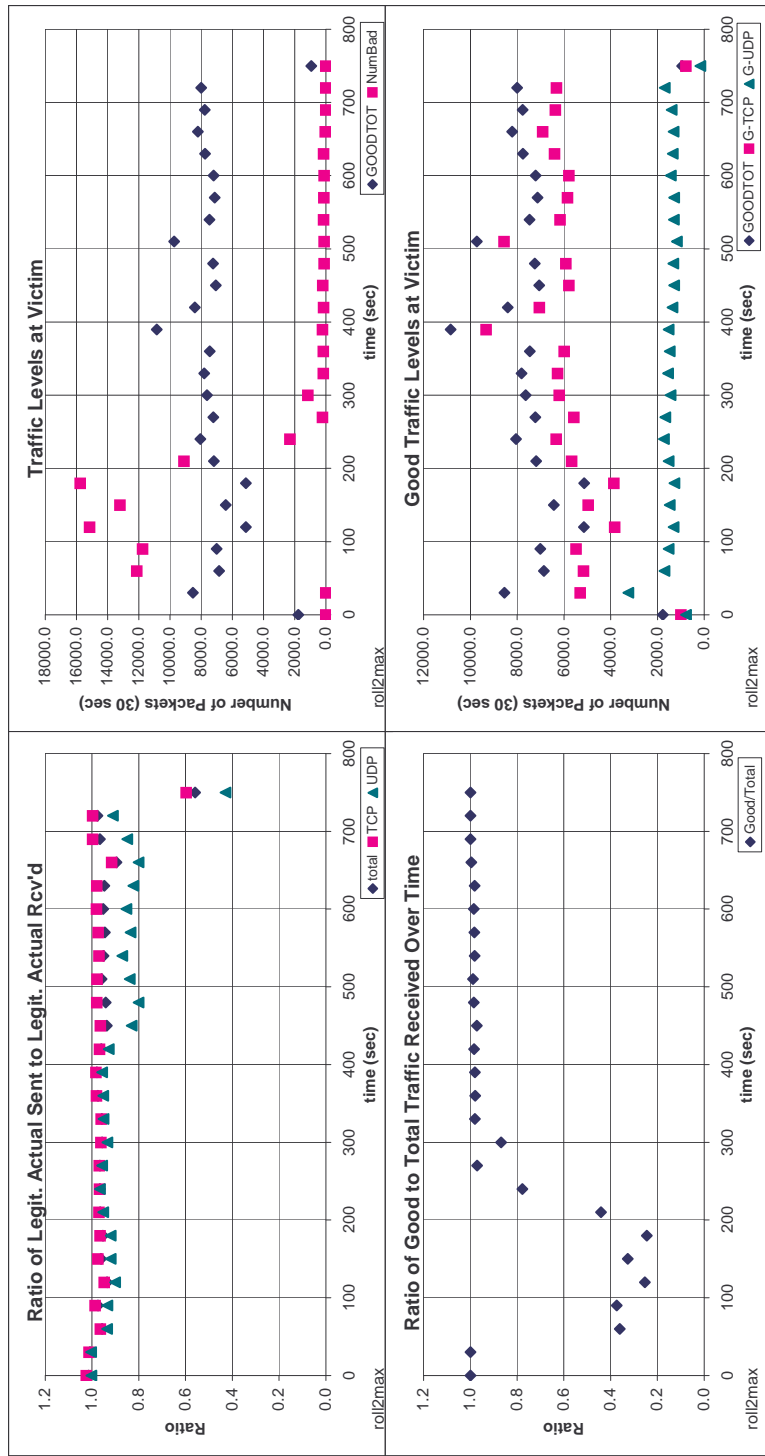 Ratio of Legit. Actual Sent to Legit. Actual Rcv'd
1.2
1.0
0.8
0.6
0.4
0.2
0.0
Ratio
0 100 200 300 400 500 600 700 800
time (sec)
roll2max
total TCP UDP
Traffic Levels at Victim
18000.0
16000.0
14000.0
12000.0
10000.0
8000.0
6000.0
4000.0
2000.0
0.0
Number of Packets (30 sec)
0 100 200 300 400 500 600 700 800
time (sec)
roll2max
GOODTOT NumBad
Ratio of Good to Total Traffic Received Over Time
1.2
1.0
0.8
0.6
0.4
0.2
0.0
Ratio
0 100 200 300 400 500 600 700 800
time (sec)
roll2max
Good/Total
Good Traffic Levels at Victim
12000.0
10000.0
8000.0
6000.0
4000.0
2000.0
0.0
Number of Packets (30 sec)
0 100 200 300 400 500 600 700 800
time (sec)
roll2max
GOODTOT G-TCP G-UDP